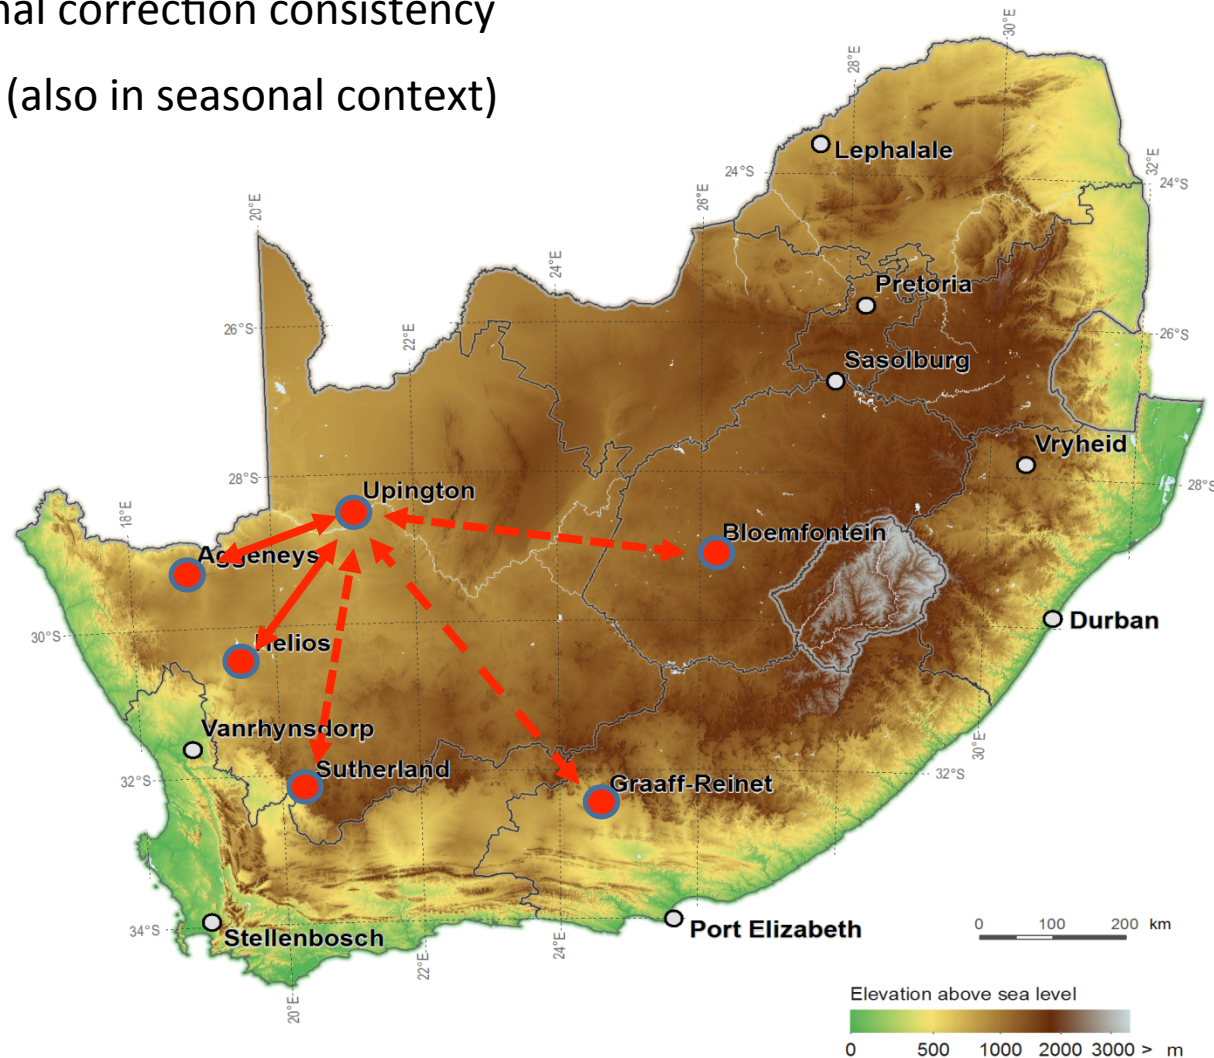 correction consistency
(also in seasonal context)
30°E
28°E
Lephalale
24°S
32°E
24°S
20°E
26°E
24°E
Pretoria
26°S
22°E
26°S
Sasolburg
Vryheid
28°S
Upington
28°S
18°E
Bloemfontein
Aggeneys
Durban
30°S
Helios
Vanrhynsdorp
30°E
Sutherland
32°S
32°S
Graaff-Reinet
34°S
Stellenbosch
Port Elizabeth
0 100 200 km
22°E
24°E
20°E
Elevation above sea level
0 500 1000 2000 3000 > m